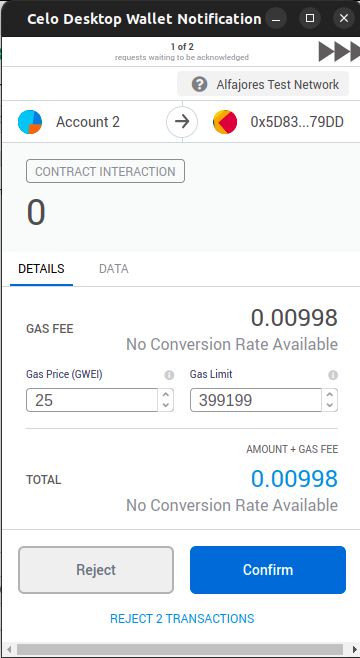 Celo Desktop Wallet Notification
1 of 2
requests waiting to be acknowledged
? Alfajores Test Network
Account 2
0x5D83...79DD
CONTRACT INTERACTION
0
DETAILS
DATA
GAS FEE
0.00998
No Conversion Rate Available
Gas Price (GWEI)
Gas Limit
25
399199
AMOUNT + GAS FEE
TOTAL
0.00998
No Conversion Rate Available
Reject
Confirm
REJECT 2 TRANSACTIONS